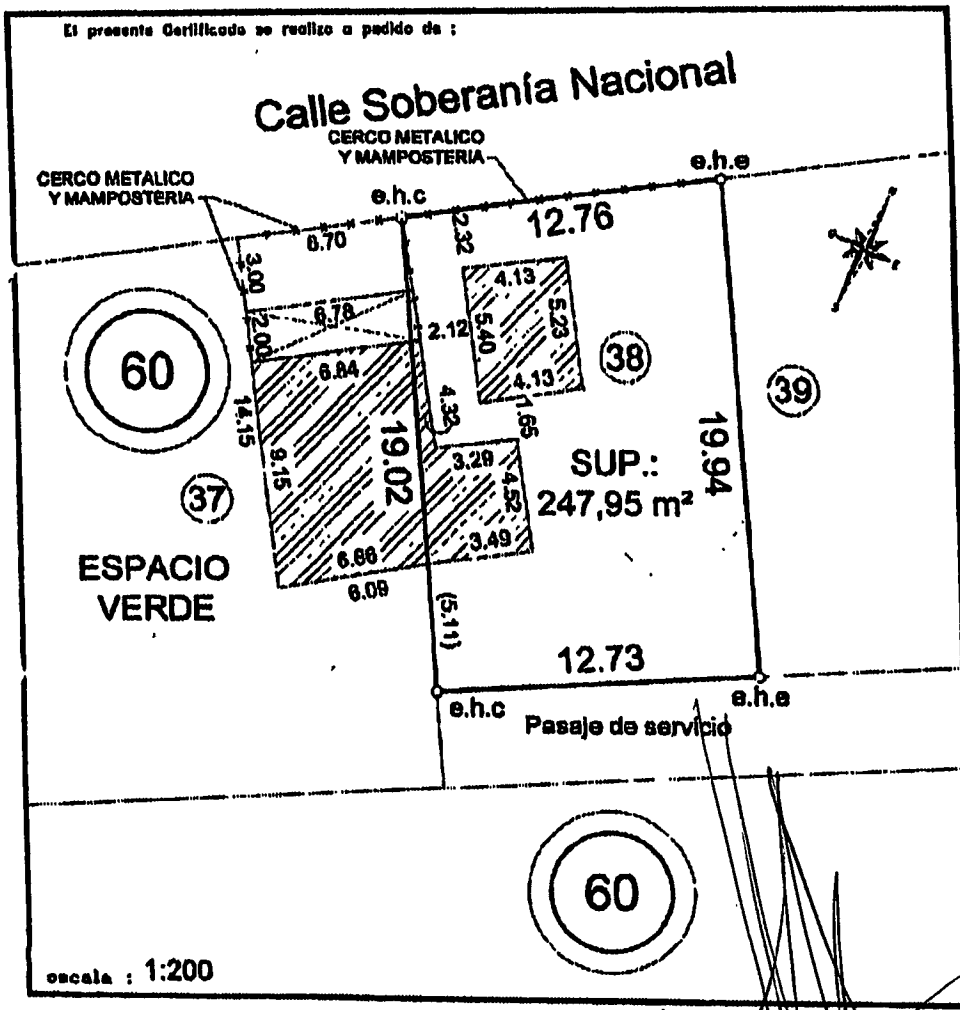 El presente Certificado se realizo a pedido de :
Calle Soberanía Nacional
CERCO METALICO
Y MAMPOSTERIA
CERCO METALICO
Y MAMPOSTERIA
e.h.c
e.h.e
6.70
12.76
2.32
3.00
4.13
6.78
2.12
5.40
5.23
2.00
60
38
39
6.84
4.13
1.65
4.32
14.15
9.15
19.02
19.94
37
3.29
SUP.:
247,95 m²
4.52
ESPACIO
VERDE
6.86
3.49
6.09
(5.11)
12.73
e.h.c
e.h.e
Pasaje de servicio
60
escala : 1:200